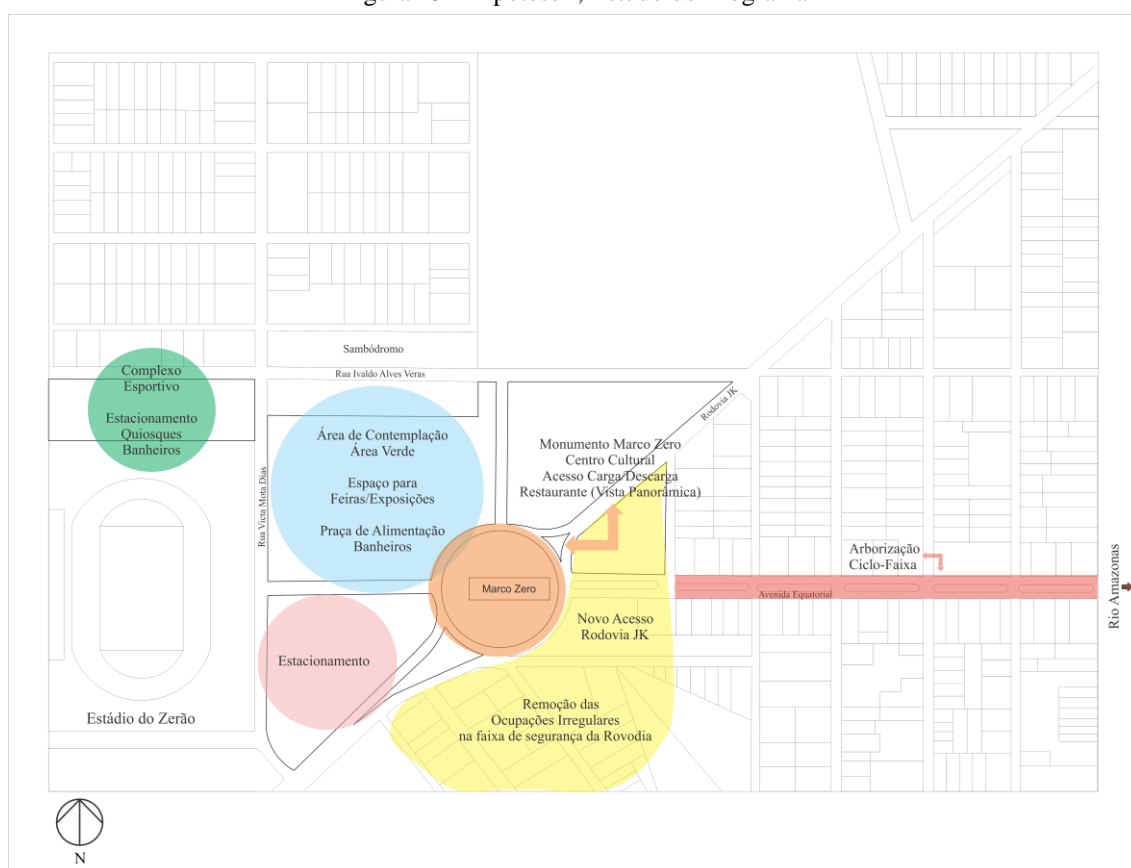 Sambódromo
Rua Ivaldo Alves Veras
Complexo
Esportivo
Estacionamento
Quiosques
Banheiros
Rua Victa Mota Dias
Área de Contemplação
Área Verde
Espaço para
Feiras/Exposições
Praça de Alimentação
Banheiros
Rodovia JK
Monumento Marco Zero
Centro Cultural
Acesso Carga/Descarga
Restaurante (Vista Panorâmica)
Arborização
Ciclo-Faixa
Avenida Equatorial
Rio Amazonas
Marco Zero
Novo Acesso
Rodovia JK
Estacionamento
Estádio do Zerão
Remoção das
Ocupações Irregulares
na faixa de segurança da Rovodia
N